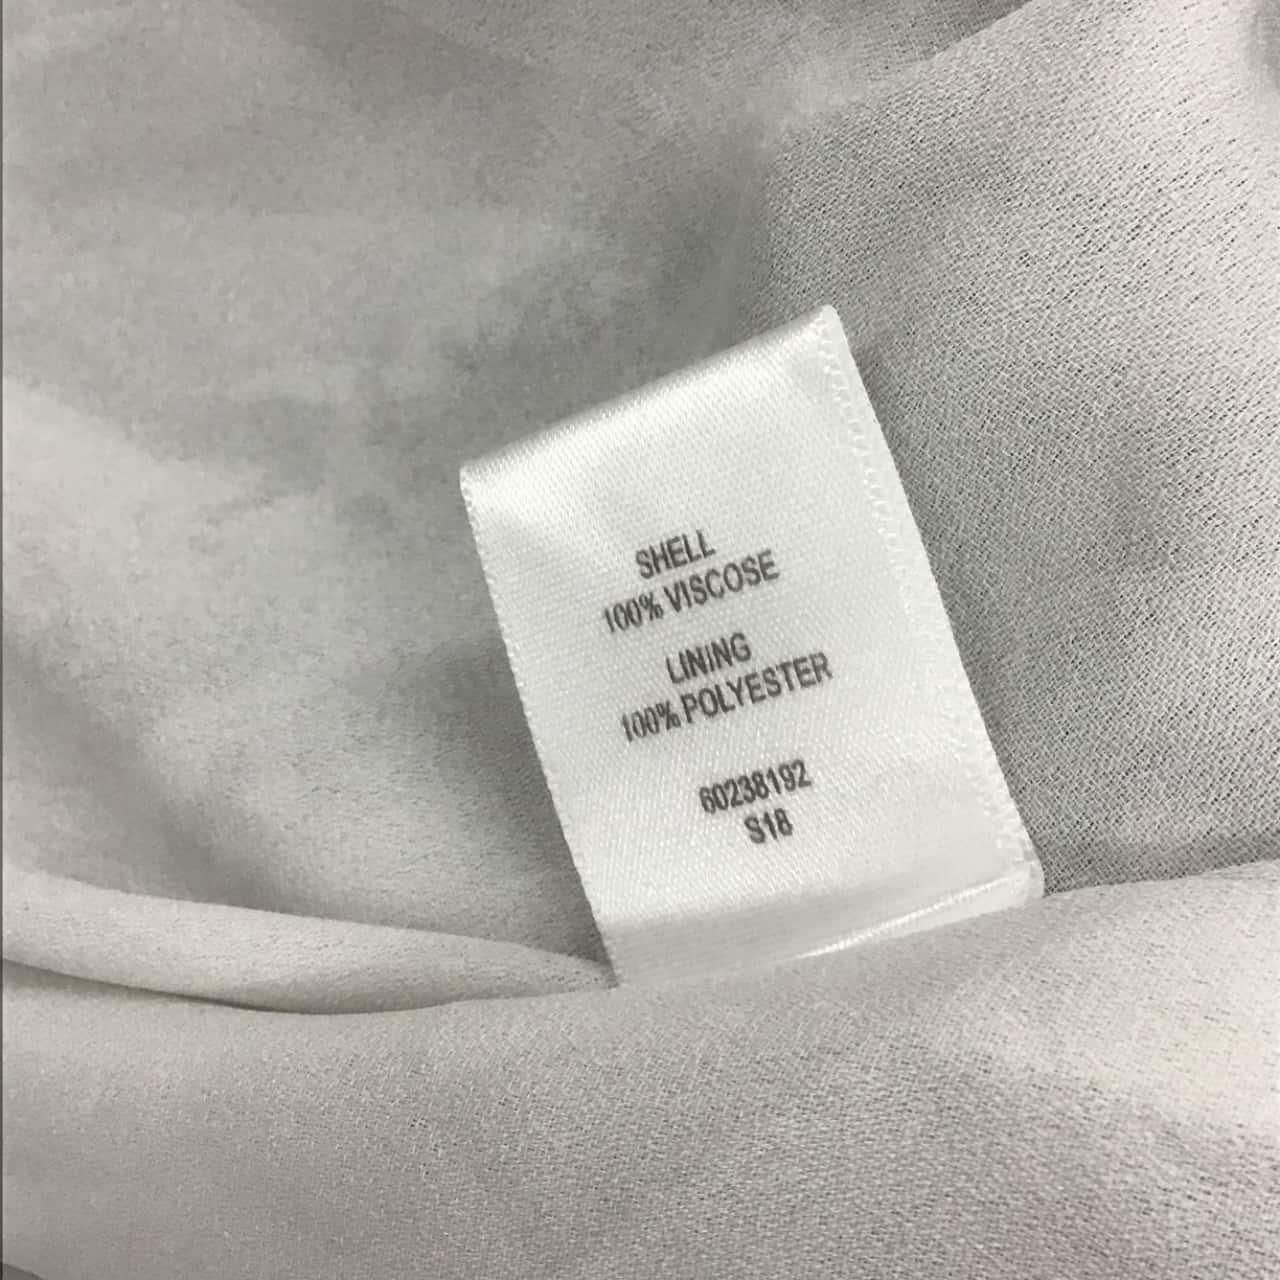 SHELL
100% VISCOSE
LINING
100% POLYESTER
60238192
S18